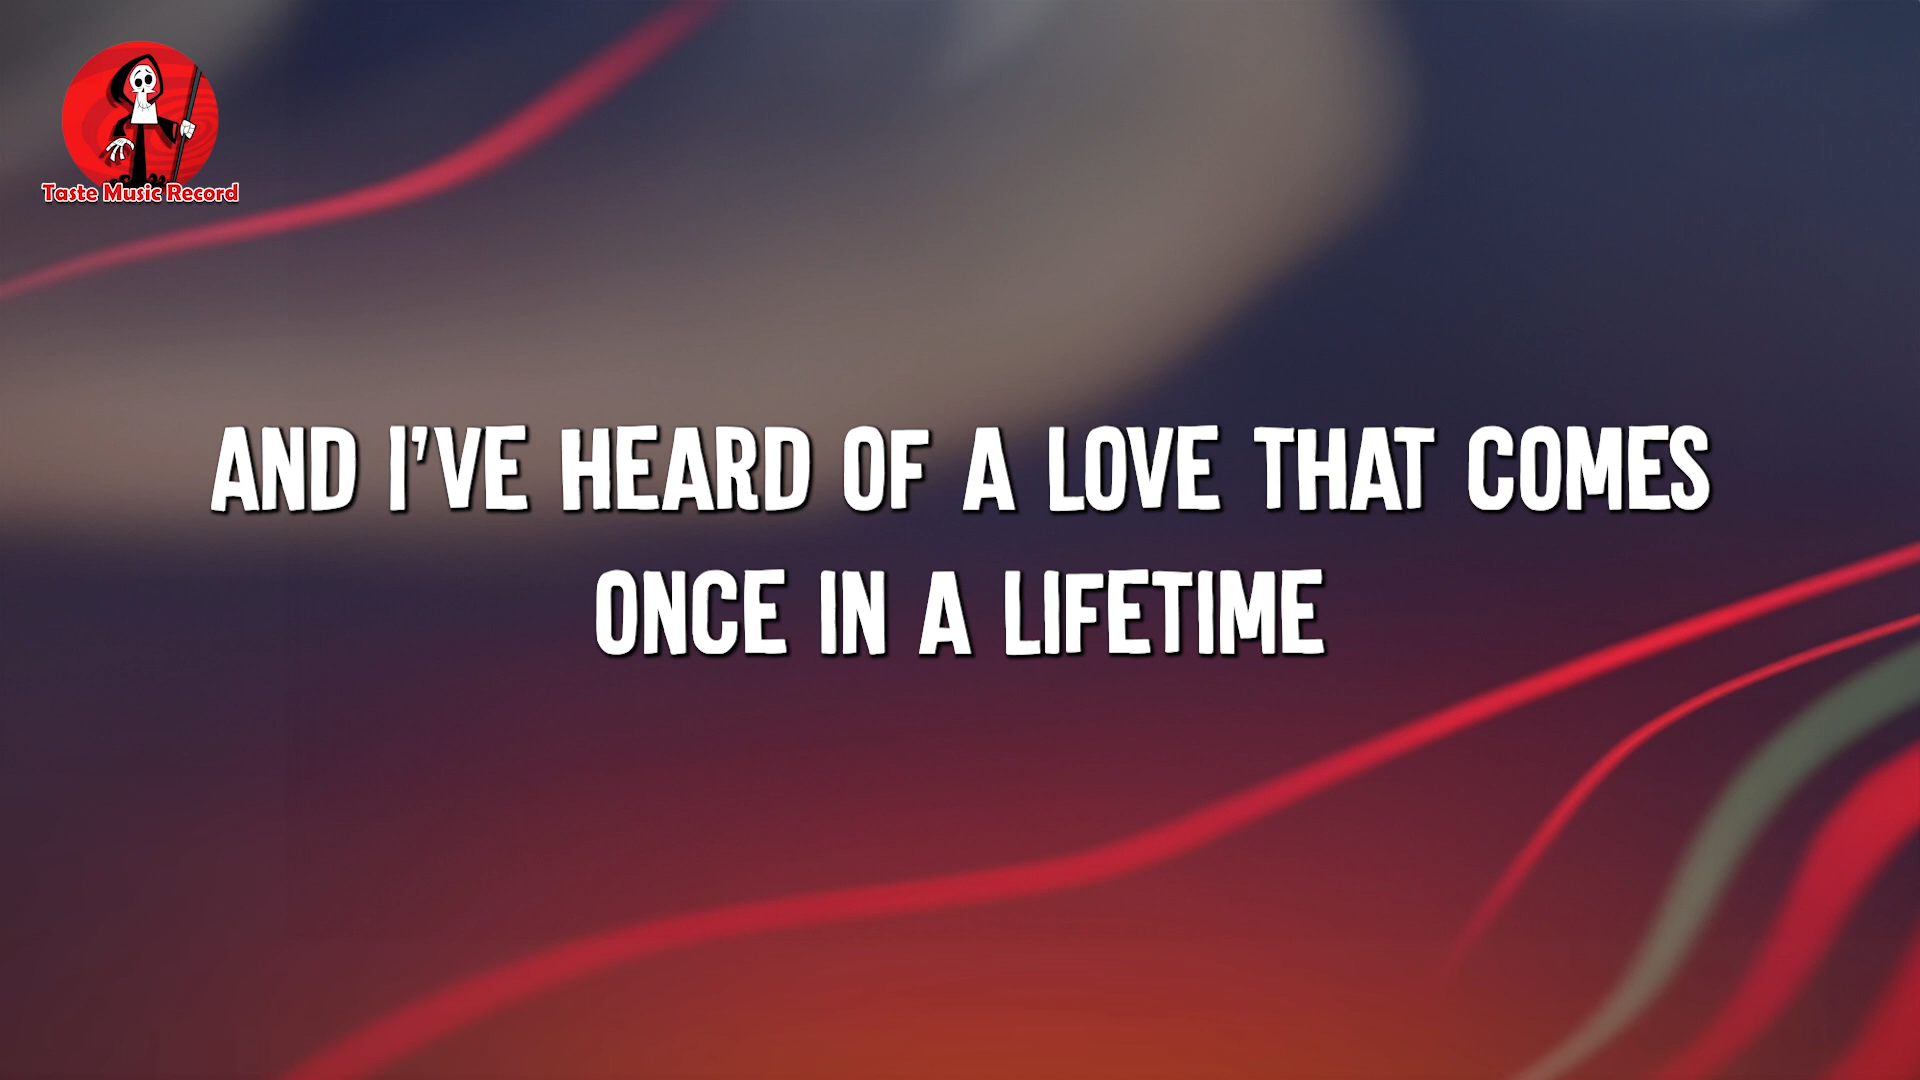 Taste Music Record
AND I'VE HEARD OF A LOVE THAT COMES
ONCE IN A LIFETIME